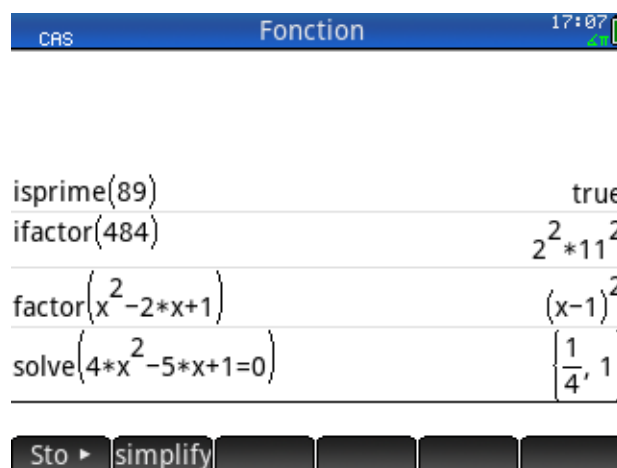 CAS Fonction 17:07
∡π
isprime(89) true
ifactor(484) 2^2*11^2
factor(x^2-2*x+1) (x-1)^2
solve(4*x^2-5*x+1=0) {1/4, 1
Sto ▸ simplify